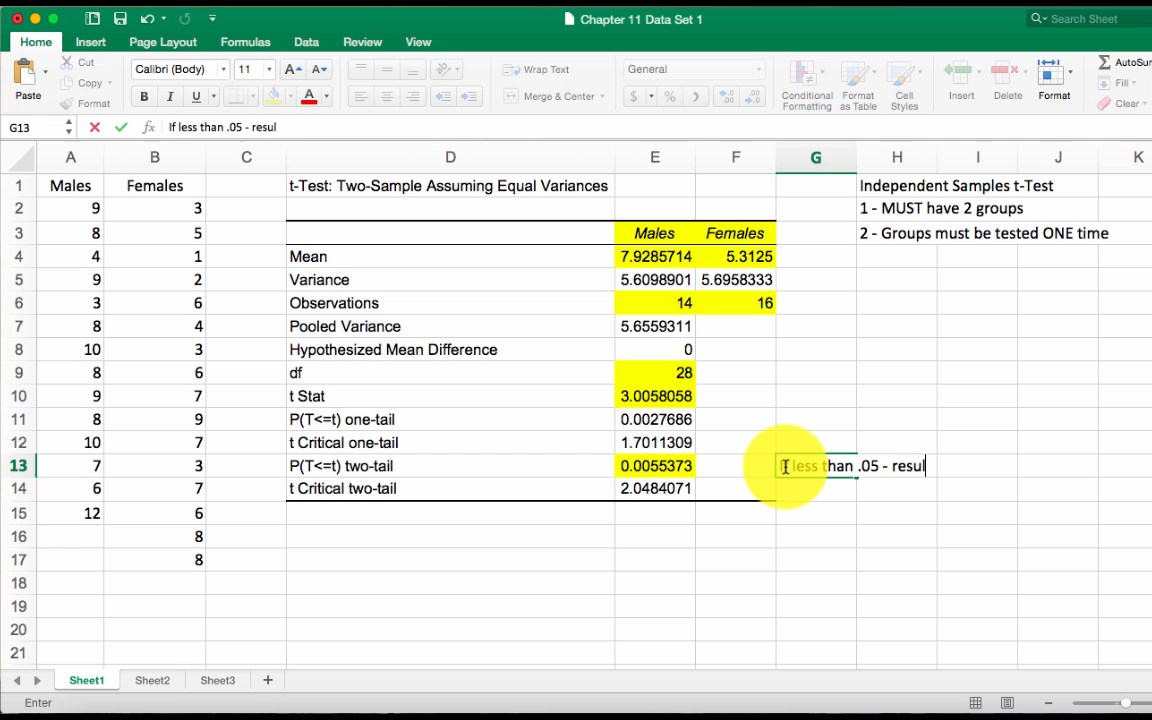 Chapter 11 Data Set 1
Search Sheet
Home Insert Page Layout Formulas Data Review View
Paste
Cut
Copy
Format
Calibri (Body) 11 A A
B I U A
Wrap Text
Merge & Center
General
$ %
Conditional Formatting
Format as Table
Cell Styles
Insert
Delete
Format
AutoSum
Fill
Clear
G13 fx If less than .05 - resul
A B C D E F G H I J K
1 Males Females t-Test: Two-Sample Assuming Equal Variances Independent Samples t-Test
2 9 3 1 - MUST have 2 groups
3 8 5 Males Females 2 - Groups must be tested ONE time
4 4 1 Mean 7.9285714 5.3125
5 9 2 Variance 5.6098901 5.6958333
6 3 6 Observations 14 16
7 8 4 Pooled Variance 5.6559311
8 10 3 Hypothesized Mean Difference 0
9 8 6 df 28
10 9 7 t Stat 3.0058058
11 8 9 P(T<=t) one-tail 0.0027686
12 10 7 t Critical one-tail 1.7011309
13 7 3 P(T<=t) two-tail 0.0055373 If less than .05 - resul
14 6 7 t Critical two-tail 2.0484071
15 12 6
16 8
17 8
18
19
20
21
Sheet1 Sheet2 Sheet3 +
Enter